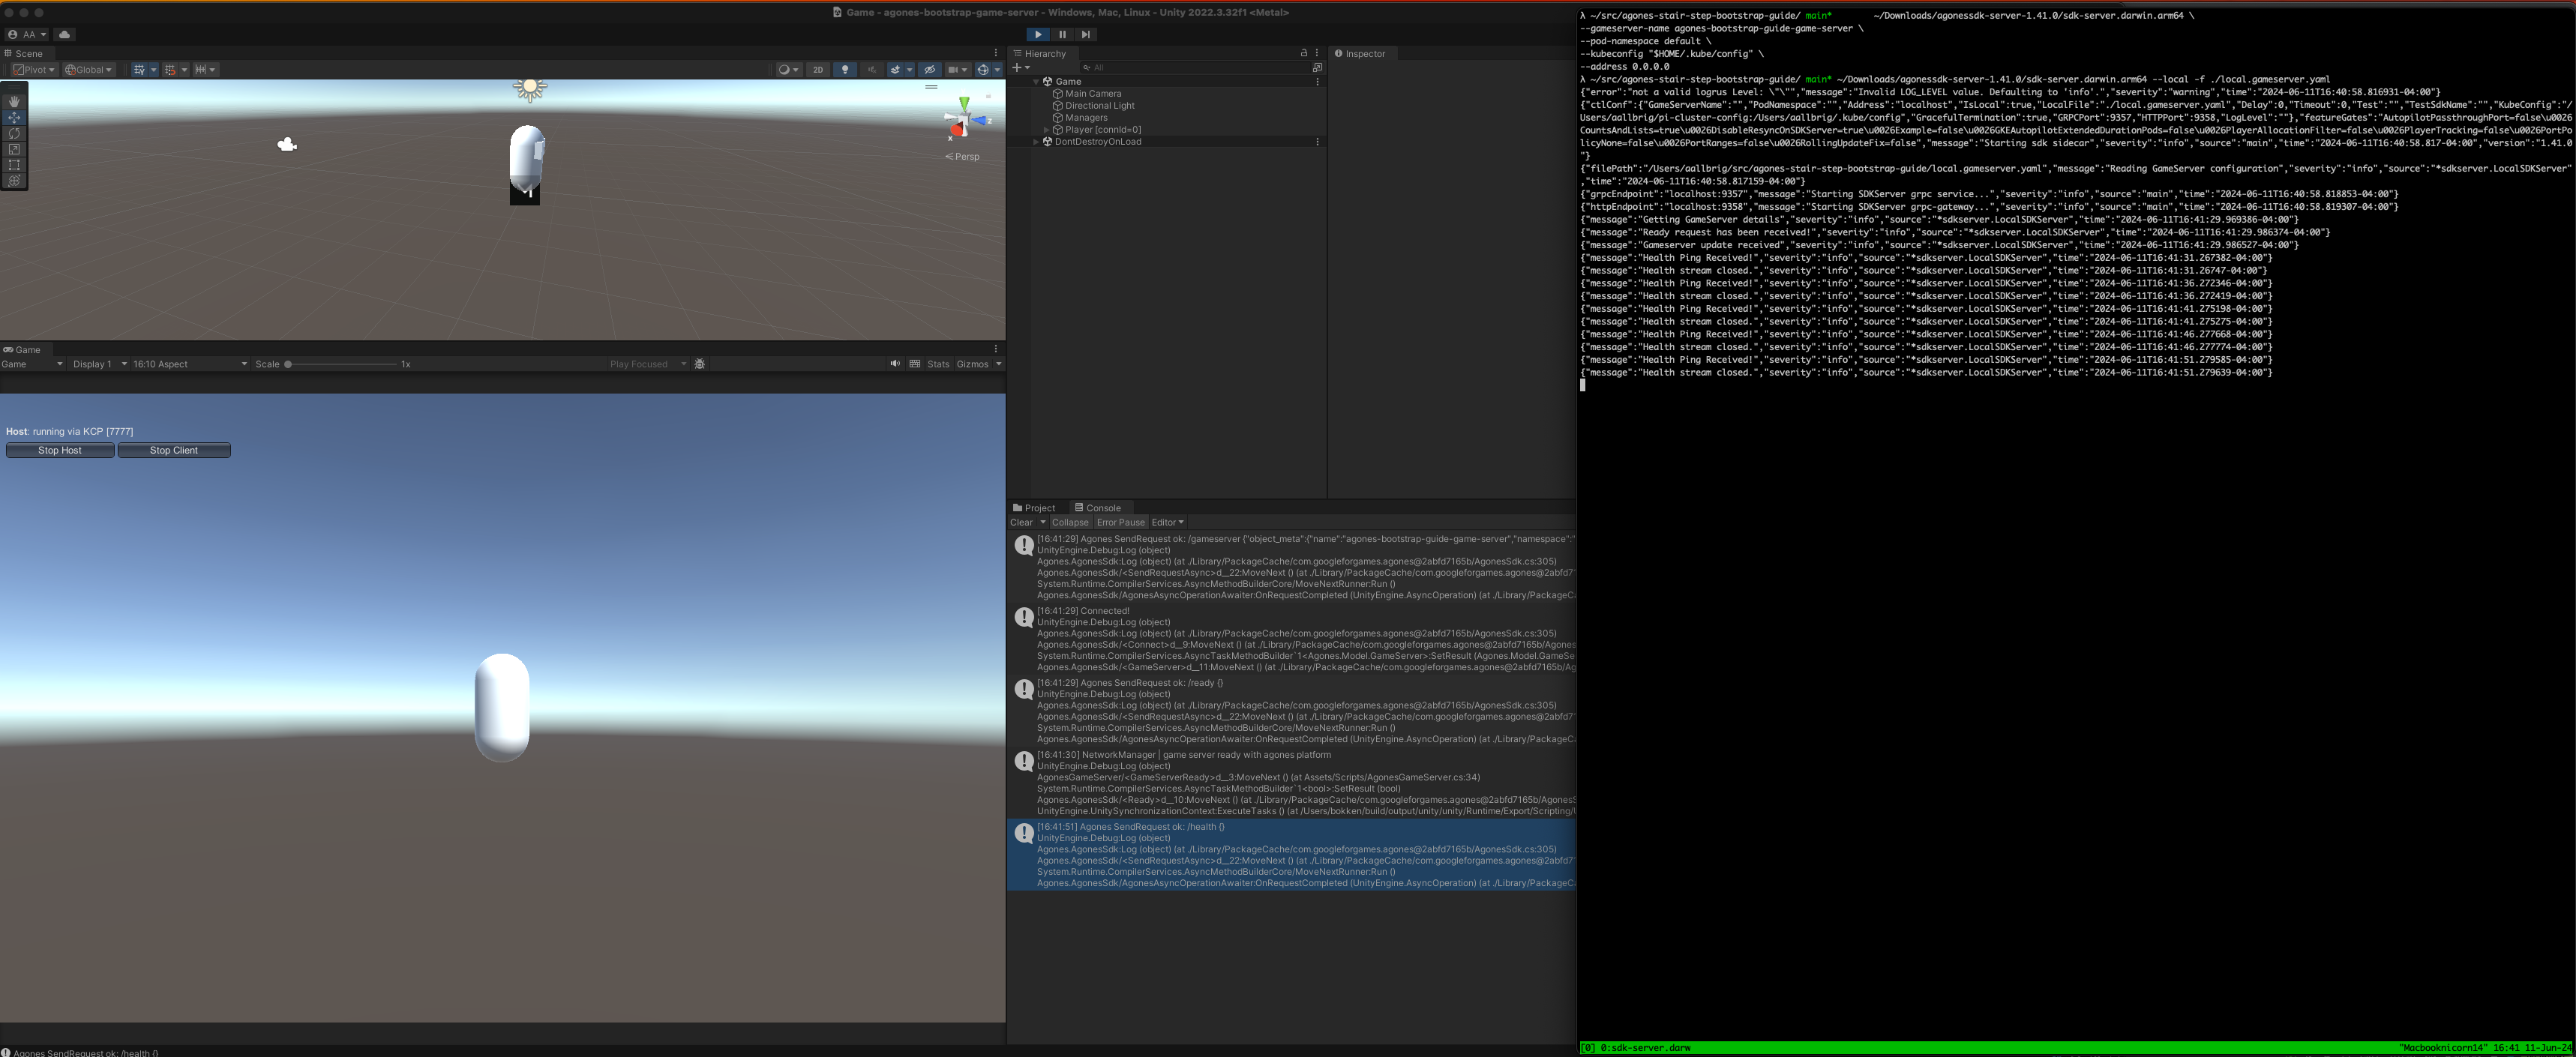 Game - agones-bootstrap-game-server - Windows, Mac, Linux - Unity 2022.3.32f1 <Metal>
AA
Scene
Pivot Global 2D
Persp
Game
Game Display 1 16:10 Aspect Scale 1x Play Focused Stats Gizmos
Host: running via KCP [7777]
Stop Host Stop Client
Agones SendRequest ok: /health {}
Hierarchy
All
Game
Main Camera
Directional Light
Managers
Player [connId=0]
DontDestroyOnLoad
Inspector
Project Console
Clear Collapse Error Pause Editor
[16:41:29] Agones SendRequest ok: /gameserver {"object_meta":{"name":"agones-bootstrap-guide-game-server","namespace":"
UnityEngine.Debug:Log (object)
Agones.AgonesSdk:Log (object) (at ./Library/PackageCache/com.googleforgames.agones@2abfd7165b/AgonesSdk.cs:305)
Agones.AgonesSdk/<SendRequestAsync>d__22:MoveNext () (at ./Library/PackageCache/com.googleforgames.agones@2abfd7
System.Runtime.CompilerServices.AsyncMethodBuilderCore/MoveNextRunner:Run ()
Agones.AgonesSdk/AgonesAsyncOperationAwaiter:OnRequestCompleted (UnityEngine.AsyncOperation) (at ./Library/PackageC
[16:41:29] Connected!
UnityEngine.Debug:Log (object)
Agones.AgonesSdk:Log (object) (at ./Library/PackageCache/com.googleforgames.agones@2abfd7165b/AgonesSdk.cs:305)
Agones.AgonesSdk/<Connect>d__9:MoveNext () (at ./Library/PackageCache/com.googleforgames.agones@2abfd7165b/Agones
System.Runtime.CompilerServices.AsyncTaskMethodBuilder`1<Agones.Model.GameServer>:SetResult (Agones.Model.GameSe
Agones.AgonesSdk/<GameServer>d__11:MoveNext () (at ./Library/PackageCache/com.googleforgames.agones@2abfd7165b/Ag
[16:41:29] Agones SendRequest ok: /ready {}
UnityEngine.Debug:Log (object)
Agones.AgonesSdk:Log (object) (at ./Library/PackageCache/com.googleforgames.agones@2abfd7165b/AgonesSdk.cs:305)
Agones.AgonesSdk/<SendRequestAsync>d__22:MoveNext () (at ./Library/PackageCache/com.googleforgames.agones@2abfd7
System.Runtime.CompilerServices.AsyncMethodBuilderCore/MoveNextRunner:Run ()
Agones.AgonesSdk/AgonesAsyncOperationAwaiter:OnRequestCompleted (UnityEngine.AsyncOperation) (at ./Library/PackageC
[16:41:30] NetworkManager | game server ready with agones platform
UnityEngine.Debug:Log (object)
AgonesGameServer/<GameServerReady>d__3:MoveNext () (at Assets/Scripts/AgonesGameServer.cs:34)
System.Runtime.CompilerServices.AsyncTaskMethodBuilder`1<bool>:SetResult (bool)
Agones.AgonesSdk/<Ready>d__10:MoveNext () (at ./Library/PackageCache/com.googleforgames.agones@2abfd7165b/AgonesS
UnityEngine.UnitySynchronizationContext:ExecuteTasks () (at /Users/bokken/build/output/unity/unity/Runtime/Export/Scripting/
[16:41:51] Agones SendRequest ok: /health {}
UnityEngine.Debug:Log (object)
Agones.AgonesSdk:Log (object) (at ./Library/PackageCache/com.googleforgames.agones@2abfd7165b/AgonesSdk.cs:305)
Agones.AgonesSdk/<SendRequestAsync>d__22:MoveNext () (at ./Library/PackageCache/com.googleforgames.agones@2abfd7
System.Runtime.CompilerServices.AsyncMethodBuilderCore/MoveNextRunner:Run ()
Agones.AgonesSdk/AgonesAsyncOperationAwaiter:OnRequestCompleted (UnityEngine.AsyncOperation) (at ./Library/PackageC
λ ~/src/agones-stair-step-bootstrap-guide/ main* ~/Downloads/agonessdk-server-1.41.0/sdk-server.darwin.arm64 \
--gameserver-name agones-bootstrap-guide-game-server \
--pod-namespace default \
--kubeconfig "$HOME/.kube/config" \
--address 0.0.0.0
λ ~/src/agones-stair-step-bootstrap-guide/ main* ~/Downloads/agonessdk-server-1.41.0/sdk-server.darwin.arm64 --local -f ./local.gameserver.yaml
{"error":"not a valid logrus Level: \"\"","message":"Invalid LOG_LEVEL value. Defaulting to 'info'.","severity":"warning","time":"2024-06-11T16:40:58.816931-04:00"}
{"ctlConf":{"GameServerName":"","PodNamespace":"","Address":"localhost","IsLocal":true,"LocalFile":"./local.gameserver.yaml","Delay":0,"Timeout":0,"Test":"","TestSdkName":"","KubeConfig":"/
Users/aallbrig/pi-cluster-config:/Users/aallbrig/.kube/config","GracefulTermination":true,"GRPCPort":9357,"HTTPPort":9358,"LogLevel":""},"featureGates":"AutopilotPassthroughPort=false\u0026
CountsAndLists=true\u0026DisableResyncOnSDKServer=true\u0026Example=false\u0026GKEAutopilotExtendedDurationPods=false\u0026PlayerAllocationFilter=false\u0026PlayerTracking=false\u0026PortPo
licyNone=false\u0026PortRanges=false\u0026RollingUpdateFix=false","message":"Starting sdk sidecar","severity":"info","source":"main","time":"2024-06-11T16:40:58.817-04:00","version":"1.41.0
"}
{"filePath":"/Users/aallbrig/src/agones-stair-step-bootstrap-guide/local.gameserver.yaml","message":"Reading GameServer configuration","severity":"info","source":"*sdkserver.LocalSDKServer"
,"time":"2024-06-11T16:40:58.817159-04:00"}
{"grpcEndpoint":"localhost:9357","message":"Starting SDKServer grpc service...","severity":"info","source":"main","time":"2024-06-11T16:40:58.818853-04:00"}
{"httpEndpoint":"localhost:9358","message":"Starting SDKServer grpc-gateway...","severity":"info","source":"main","time":"2024-06-11T16:40:58.819307-04:00"}
{"message":"Getting GameServer details","severity":"info","source":"*sdkserver.LocalSDKServer","time":"2024-06-11T16:41:29.969386-04:00"}
{"message":"Ready request has been received!","severity":"info","source":"*sdkserver.LocalSDKServer","time":"2024-06-11T16:41:29.986374-04:00"}
{"message":"Gameserver update received","severity":"info","source":"*sdkserver.LocalSDKServer","time":"2024-06-11T16:41:29.986527-04:00"}
{"message":"Health Ping Received!","severity":"info","source":"*sdkserver.LocalSDKServer","time":"2024-06-11T16:41:31.267382-04:00"}
{"message":"Health stream closed.","severity":"info","source":"*sdkserver.LocalSDKServer","time":"2024-06-11T16:41:31.26747-04:00"}
{"message":"Health Ping Received!","severity":"info","source":"*sdkserver.LocalSDKServer","time":"2024-06-11T16:41:36.272346-04:00"}
{"message":"Health stream closed.","severity":"info","source":"*sdkserver.LocalSDKServer","time":"2024-06-11T16:41:36.272419-04:00"}
{"message":"Health Ping Received!","severity":"info","source":"*sdkserver.LocalSDKServer","time":"2024-06-11T16:41:41.275198-04:00"}
{"message":"Health stream closed.","severity":"info","source":"*sdkserver.LocalSDKServer","time":"2024-06-11T16:41:41.275275-04:00"}
{"message":"Health Ping Received!","severity":"info","source":"*sdkserver.LocalSDKServer","time":"2024-06-11T16:41:46.277668-04:00"}
{"message":"Health stream closed.","severity":"info","source":"*sdkserver.LocalSDKServer","time":"2024-06-11T16:41:46.277774-04:00"}
{"message":"Health Ping Received!","severity":"info","source":"*sdkserver.LocalSDKServer","time":"2024-06-11T16:41:51.279585-04:00"}
{"message":"Health stream closed.","severity":"info","source":"*sdkserver.LocalSDKServer","time":"2024-06-11T16:41:51.279639-04:00"}
[0] 0:sdk-server.darw "Macbooknicorn14" 16:41 11-Jun-24